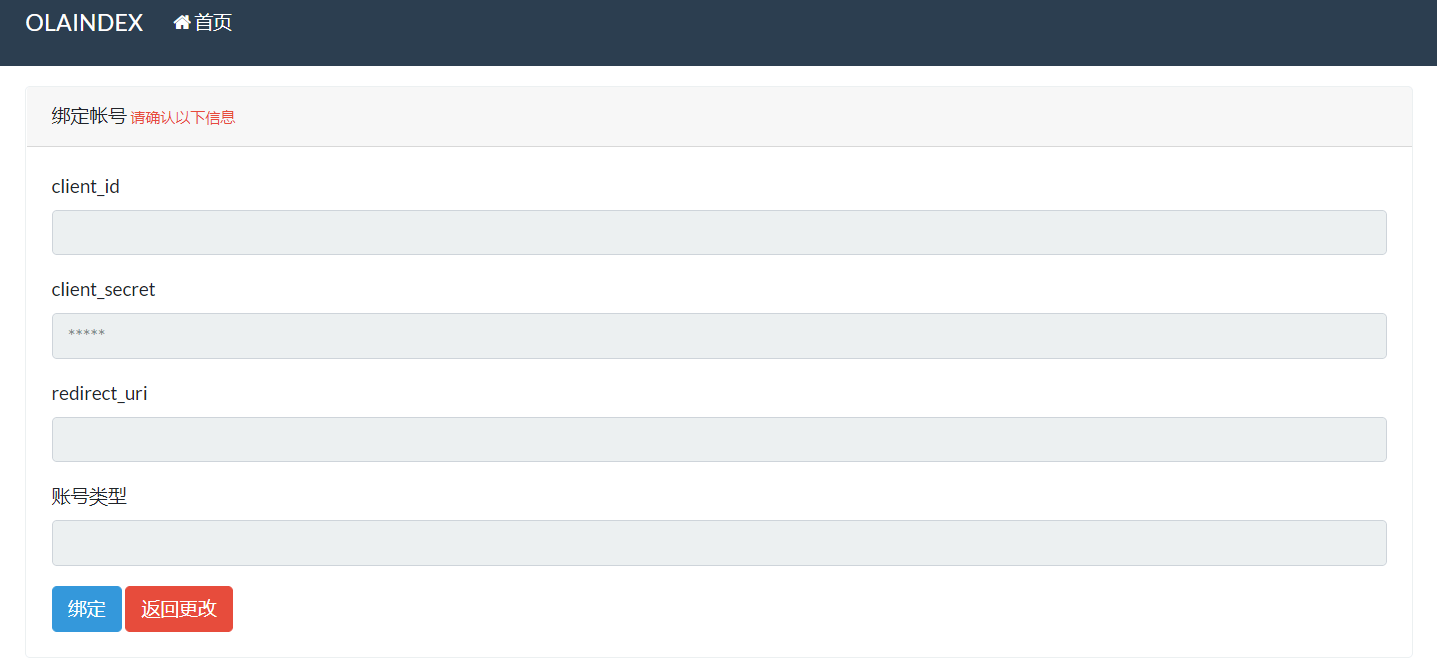 OLAINDEX 首页
绑定帐号 请确认以下信息
client_id
client_secret
*****
redirect_uri
账号类型
绑定 返回更改